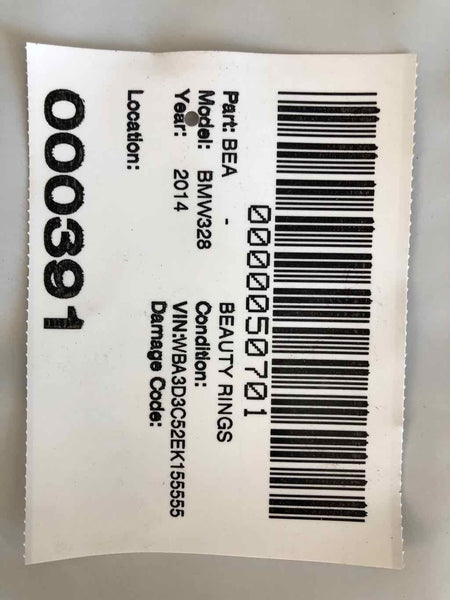 0000050701
Part: BEA - BEAUTY RINGS
Model: BMW328 Condition:
Year: 2014 VIN:WBA3D3C52EK155555
Damage Code:
Location:
000391